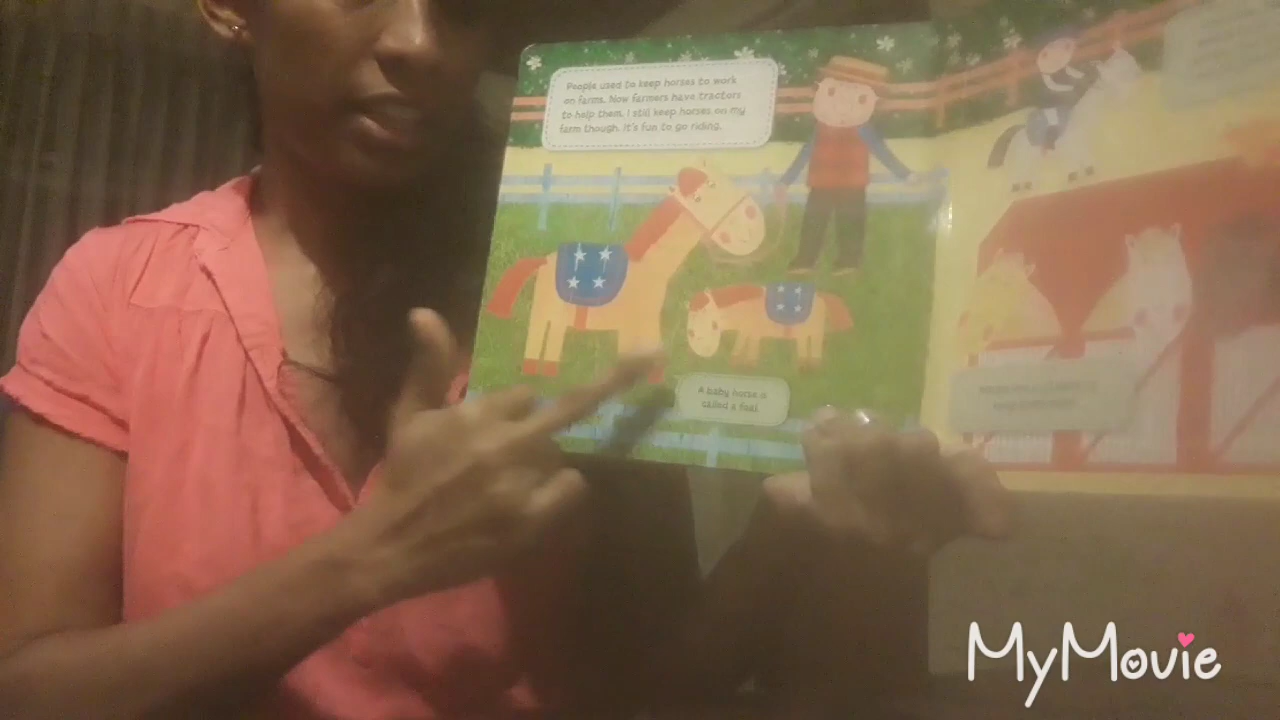 People used to keep horses to work
on farms. Now farmers have tractors
to help them. I still keep horses on my
farm though. It's fun to go riding.
A baby horse is
called a foal.
MyMovie